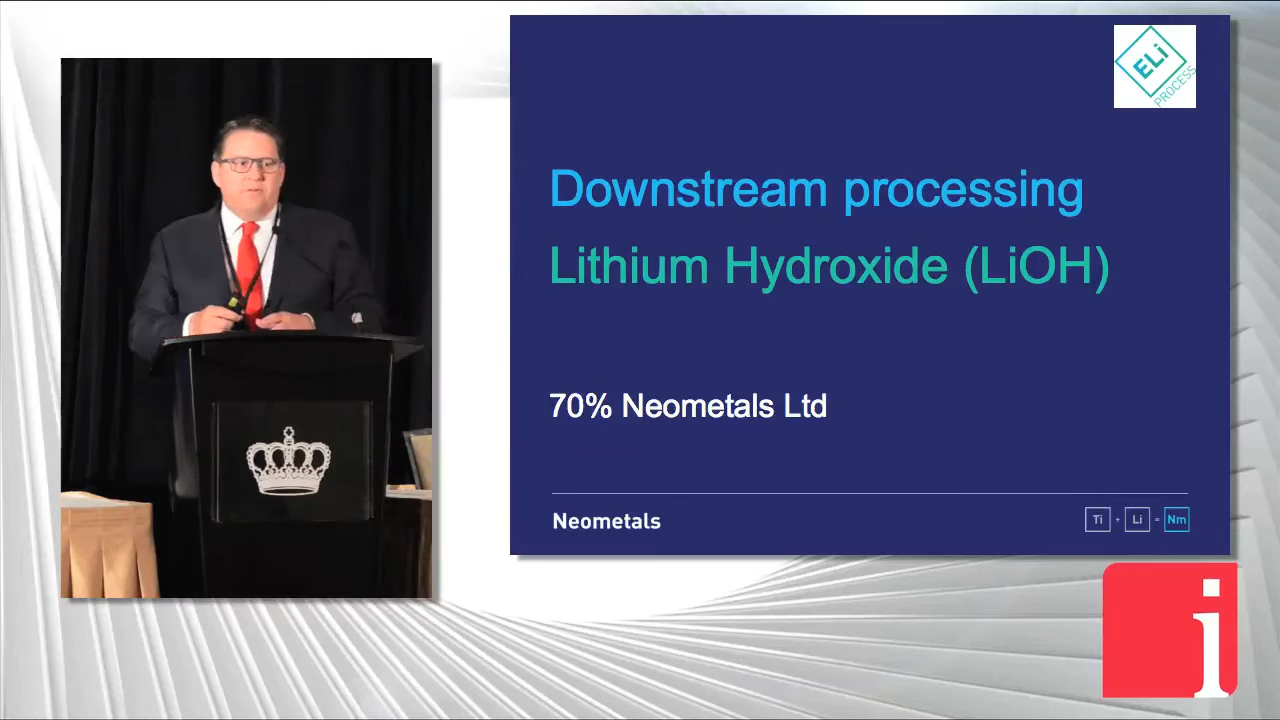 ELi
PROCESS
Downstream processing
Lithium Hydroxide (LiOH)
70% Neometals Ltd
Neometals
Ti + Li = Nm
i